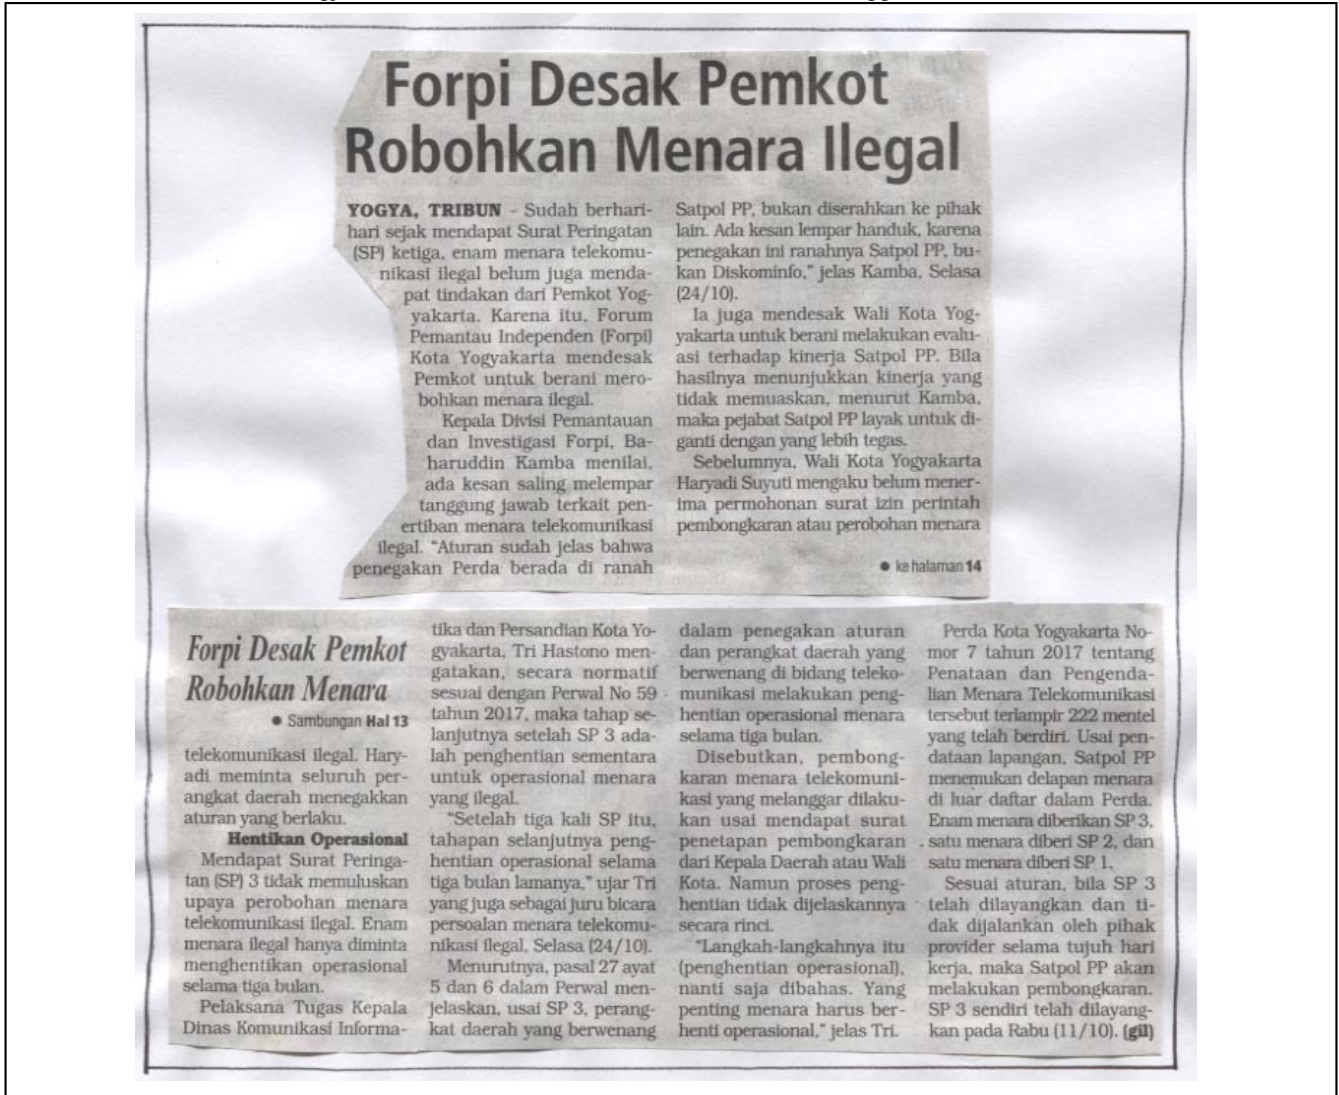 Forpi Desak Pemkot
Robohkan Menara Ilegal
YOGYA, TRIBUN - Sudah berhari-
hari sejak mendapat Surat Peringatan
(SP) ketiga, enam menara telekomu-
nikasi ilegal belum juga menda-
pat tindakan dari Pemkot Yog-
yakarta. Karena itu, Forum
Pemantau Independen (Forpi)
Kota Yogyakarta mendesak
Pemkot untuk berani mero-
bohkan menara ilegal.
Kepala Divisi Pemantauan
dan Investigasi Forpi, Ba-
haruddin Kamba menilai,
ada kesan saling melempar
tanggung jawab terkait pen-
ertiban menara telekomunikasi
ilegal. "Aturan sudah jelas bahwa
penegakan Perda berada di ranah
Satpol PP, bukan diserahkan ke pihak
lain. Ada kesan lempar handuk, karena
penegakan ini ranahnya Satpol PP, bu-
kan Diskominfo," jelas Kamba, Selasa
(24/10).
Ia juga mendesak Wali Kota Yog-
yakarta untuk berani melakukan evalu-
asi terhadap kinerja Satpol PP. Bila
hasilnya menunjukkan kinerja yang
tidak memuaskan, menurut Kamba,
maka pejabat Satpol PP layak untuk di-
ganti dengan yang lebih tegas.
Sebelumnya, Wali Kota Yogyakarta
Haryadi Suyuti mengaku belum mener-
ima permohonan surat izin perintah
pembongkaran atau perobohan menara
● ke halaman 14
Forpi Desak Pemkot
Robohkan Menara
● Sambungan Hal 13
telekomunikasi ilegal. Hary-
adi meminta seluruh per-
angkat daerah menegakkan
aturan yang berlaku.
Hentikan Operasional
Mendapat Surat Peringa-
tan (SP) 3 tidak memuluskan
upaya perobohan menara
telekomunikasi ilegal. Enam
menara ilegal hanya diminta
menghentikan operasional
selama tiga bulan.
Pelaksana Tugas Kepala
Dinas Komunikasi Informa-
tika dan Persandian Kota Yo-
gyakarta, Tri Hastono men-
gatakan, secara normatif
sesuai dengan Perwal No 59
tahun 2017, maka tahap se-
lanjutnya setelah SP 3 ada-
lah penghentian sementara
untuk operasional menara
yang ilegal.
"Setelah tiga kali SP itu,
tahapan selanjutnya peng-
hentian operasional selama
tiga bulan lamanya," ujar Tri
yang juga sebagai juru bicara
persoalan menara telekomu-
nikasi ilegal, Selasa (24/10).
Menurutnya, pasal 27 ayat
5 dan 6 dalam Perwal men-
jelaskan, usai SP 3, perang-
kat daerah yang berwenang
dalam penegakan aturan
dan perangkat daerah yang
berwenang di bidang teleko-
munikasi melakukan peng-
hentian operasional menara
selama tiga bulan.
Disebutkan, pembong-
karan menara telekomuni-
kasi yang melanggar dilaku-
kan usai mendapat surat
penetapan pembongkaran
dari Kepala Daerah atau Wali
Kota. Namun proses peng-
hentian tidak dijelaskannya
secara rinci.
"Langkah-langkahnya itu
(penghentian operasional),
nanti saja dibahas. Yang
penting menara harus ber-
henti operasional," jelas Tri.
Perda Kota Yogyakarta No-
mor 7 tahun 2017 tentang
Penataan dan Pengenda-
lian Menara Telekomunikasi
tersebut terlampir 222 mentel
yang telah berdiri. Usai pen-
dataan lapangan, Satpol PP
menemukan delapan menara
di luar daftar dalam Perda.
Enam menara diberikan SP 3,
satu menara diberi SP 2, dan
satu menara diberi SP 1.
Sesuai aturan, bila SP 3
telah dilayangkan dan ti-
dak dijalankan oleh pihak
provider selama tujuh hari
kerja, maka Satpol PP akan
melakukan pembongkaran.
SP 3 sendiri telah dilayang-
kan pada Rabu (11/10). (gil)